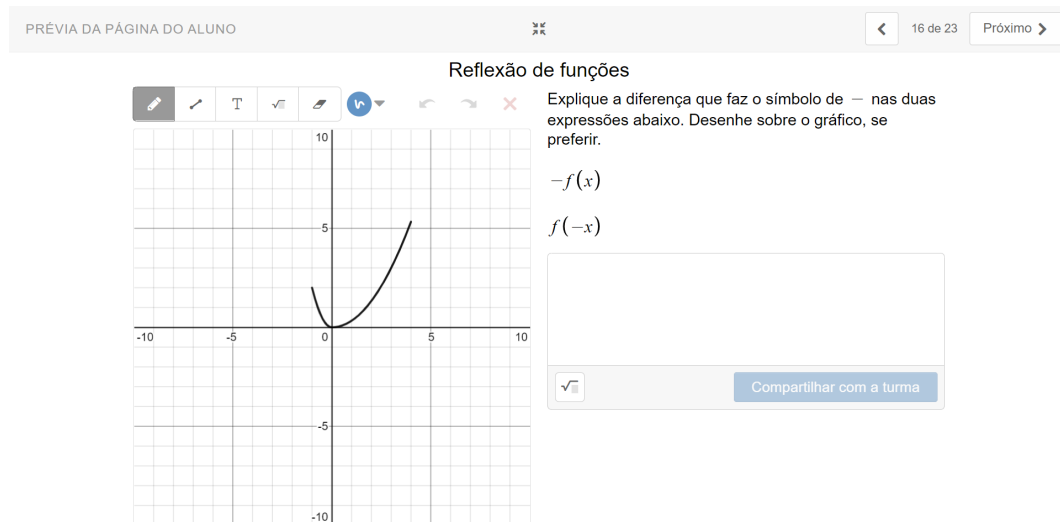 PRÉVIA DA PÁGINA DO ALUNO
16 de 23
Próximo
Reflexão de funções
T
√
Explique a diferença que faz o símbolo de − nas duas
expressões abaixo. Desenhe sobre o gráfico, se
preferir.
−f(x)
f(−x)
10
5
-10
-5
0
5
10
-5
-10
√
Compartilhar com a turma